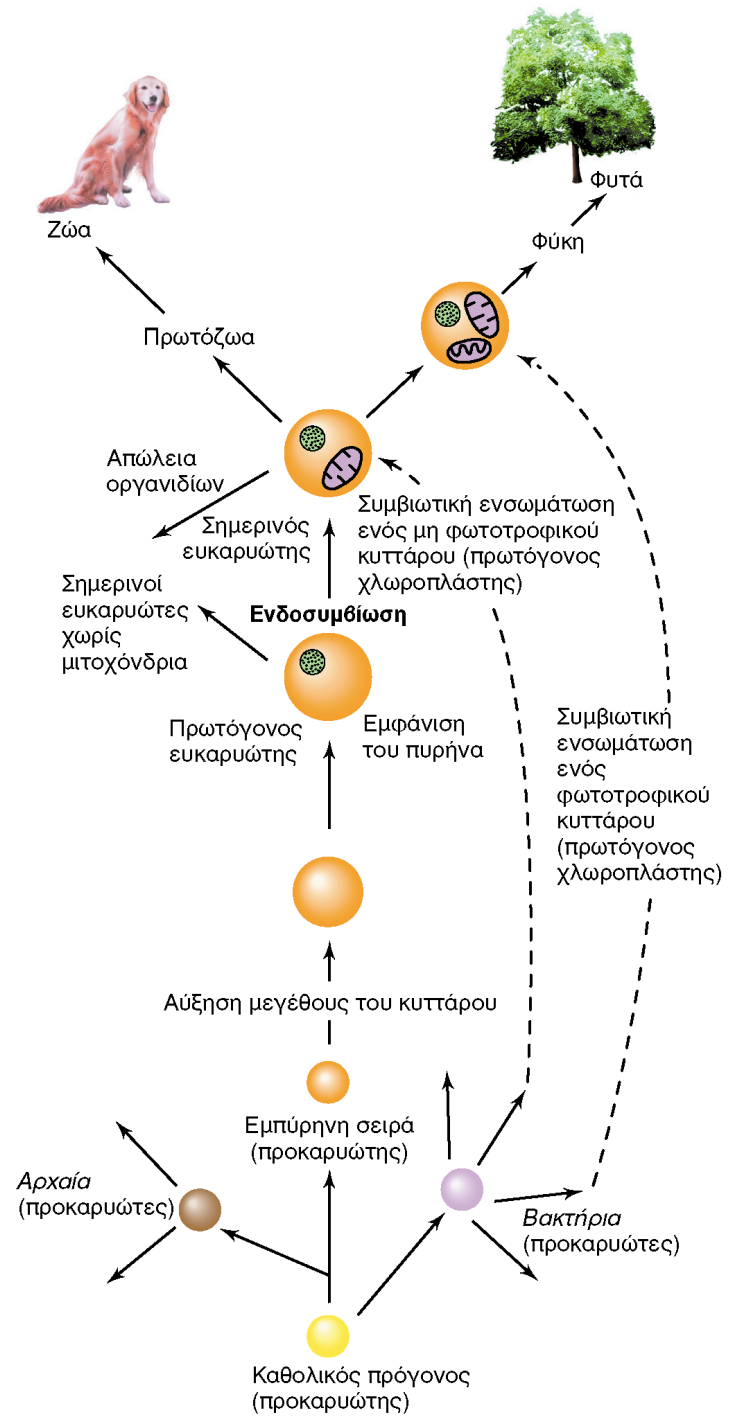 Φυτά
Ζώα
Φύκη
Πρωτόζωα
Απώλεια
οργανιδίων
Σημερινός
ευκαρυώτης
Συμβιωτική ενσωμάτωση
ενός μη φωτοτροφικού
κυττάρου (πρωτόγονος
χλωροπλάστης)
Σημερινοί
ευκαρυώτες
χωρίς
μιτοχόνδρια
Ενδοσυμβίωση
Πρωτόγονος
ευκαρυώτης
Εμφάνιση
του πυρήνα
Συμβιωτική
ενσωμάτωση
ενός
φωτοτροφικού
κυττάρου
(πρωτόγονος
χλωροπλάστης)
Αύξηση μεγέθους του κυττάρου
Εμπύρηνη σειρά
(προκαρυώτης)
Αρχαία
(προκαρυώτες)
Βακτήρια
(προκαρυώτες)
Καθολικός πρόγονος
(προκαρυώτης)